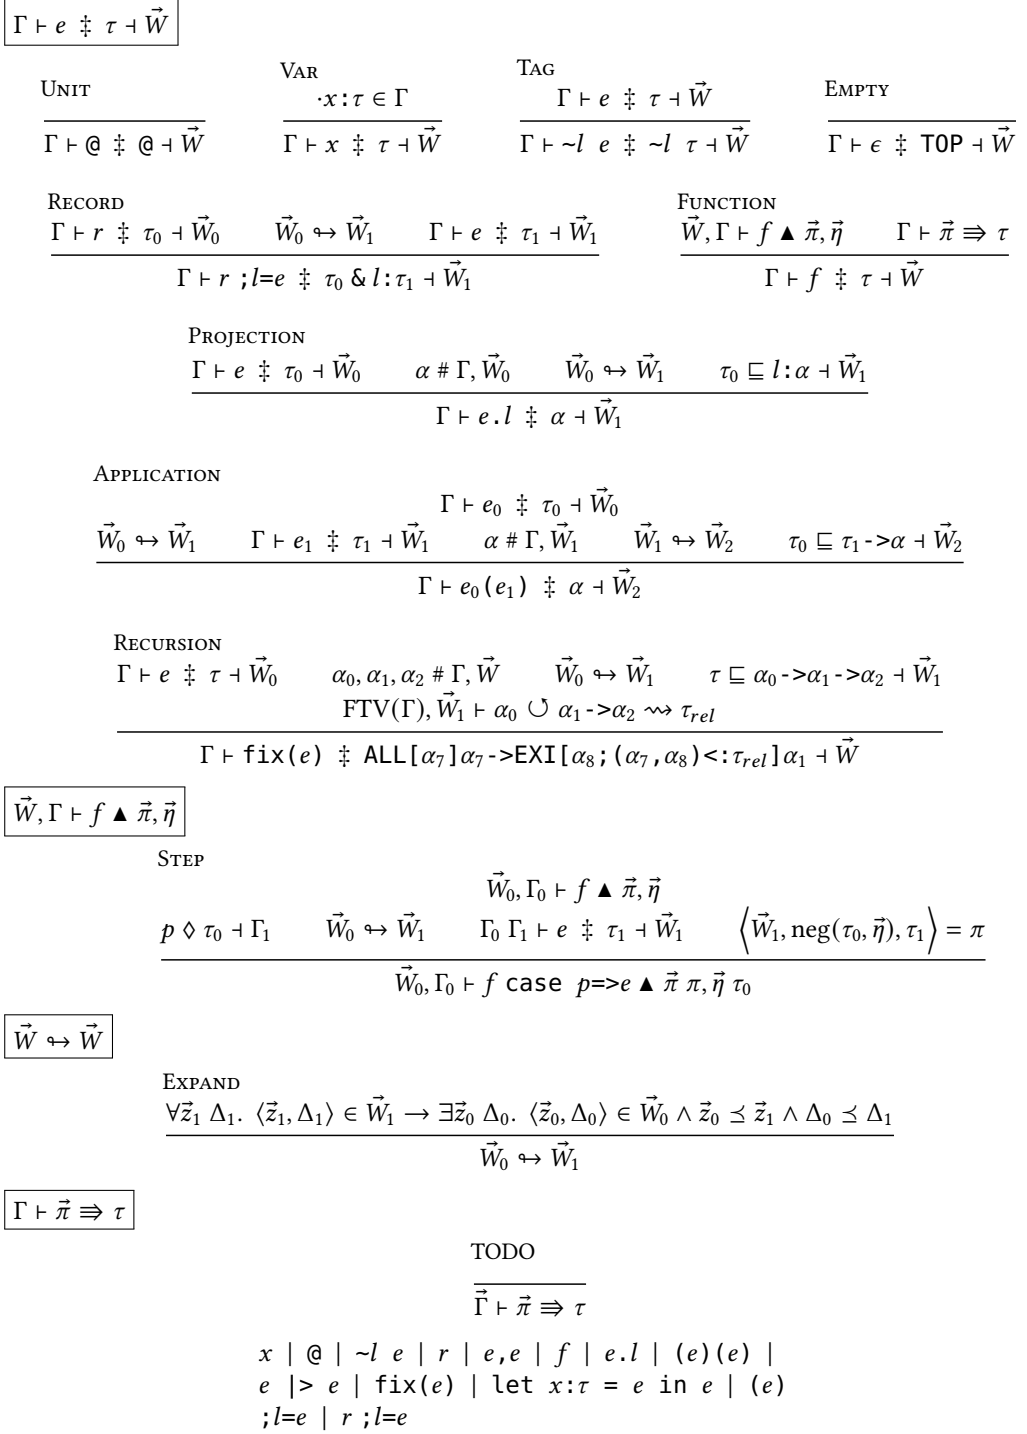 Γ ⊢ e ‡ τ ⊣ W⃗
UNIT
Γ ⊢ @ ‡ @ ⊣ W⃗
VAR
·x:τ ∈ Γ
Γ ⊢ x ‡ τ ⊣ W⃗
TAG
Γ ⊢ e ‡ τ ⊣ W⃗
Γ ⊢ ~l e ‡ ~l τ ⊣ W⃗
EMPTY
Γ ⊢ ϵ ‡ TOP ⊣ W⃗
RECORD
Γ ⊢ r ‡ τ₀ ⊣ W⃗₀ W⃗₀ ↬ W⃗₁ Γ ⊢ e ‡ τ₁ ⊣ W⃗₁
Γ ⊢ r ;l=e ‡ τ₀ & l:τ₁ ⊣ W⃗₁
FUNCTION
W⃗, Γ ⊢ f ▲ π⃗, η⃗ Γ ⊢ π⃗ ⇛ τ
Γ ⊢ f ‡ τ ⊣ W⃗
PROJECTION
Γ ⊢ e ‡ τ₀ ⊣ W⃗₀ α # Γ, W⃗₀ W⃗₀ ↬ W⃗₁ τ₀ ⊑ l:α ⊣ W⃗₁
Γ ⊢ e.l ‡ α ⊣ W⃗₁
APPLICATION
Γ ⊢ e₀ ‡ τ₀ ⊣ W⃗₀
W⃗₀ ↬ W⃗₁ Γ ⊢ e₁ ‡ τ₁ ⊣ W⃗₁ α # Γ, W⃗₁ W⃗₁ ↬ W⃗₂ τ₀ ⊑ τ₁->α ⊣ W⃗₂
Γ ⊢ e₀(e₁) ‡ α ⊣ W⃗₂
RECURSION
Γ ⊢ e ‡ τ ⊣ W⃗₀ α₀, α₁, α₂ # Γ, W⃗ W⃗₀ ↬ W⃗₁ τ ⊑ α₀->α₁->α₂ ⊣ W⃗₁
FTV(Γ), W⃗₁ ⊢ α₀ ↺ α₁->α₂ ⇝ τ_rel
Γ ⊢ fix(e) ‡ ALL[α₇]α₇->EXI[α₈;(α₇,α₈)<:τ_rel]α₁ ⊣ W⃗
W⃗, Γ ⊢ f ▲ π⃗, η⃗
STEP
W⃗₀, Γ₀ ⊢ f ▲ π⃗, η⃗
p ◊ τ₀ ⊣ Γ₁ W⃗₀ ↬ W⃗₁ Γ₀ Γ₁ ⊢ e ‡ τ₁ ⊣ W⃗₁ ⟨W⃗₁, neg(τ₀, η⃗), τ₁⟩ = π
W⃗₀, Γ₀ ⊢ f case p=>e ▲ π⃗ π, η⃗ τ₀
W⃗ ↬ W⃗
EXPAND
∀z⃗₁ Δ₁. ⟨z⃗₁, Δ₁⟩ ∈ W⃗₁ → ∃z⃗₀ Δ₀. ⟨z⃗₀, Δ₀⟩ ∈ W⃗₀ ∧ z⃗₀ ⪯ z⃗₁ ∧ Δ₀ ⪯ Δ₁
W⃗₀ ↬ W⃗₁
Γ ⊢ π⃗ ⇛ τ
TODO
Γ⃗ ⊢ π⃗ ⇛ τ
x | @ | ~l e | r | e,e | f | e.l | (e)(e) |
e |> e | fix(e) | let x:τ = e in e | (e)
;l=e | r ;l=e